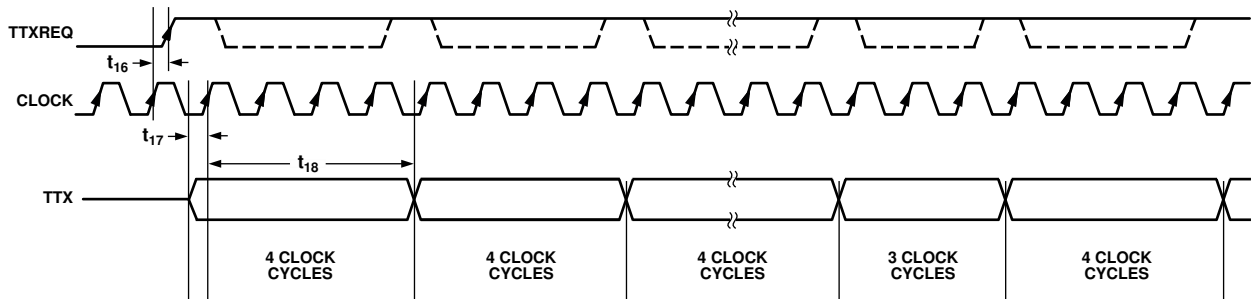 TTXREQ
t16
CLOCK
t17
t18
TTX
4 CLOCK
CYCLES
4 CLOCK
CYCLES
4 CLOCK
CYCLES
3 CLOCK
CYCLES
4 CLOCK
CYCLES